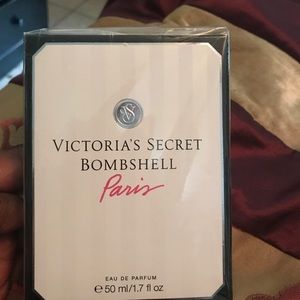 VS
VICTORIA'S SECRET
BOMBSHELL
Paris
EAU DE PARFUM
℮ 50 ml/1.7 fl oz